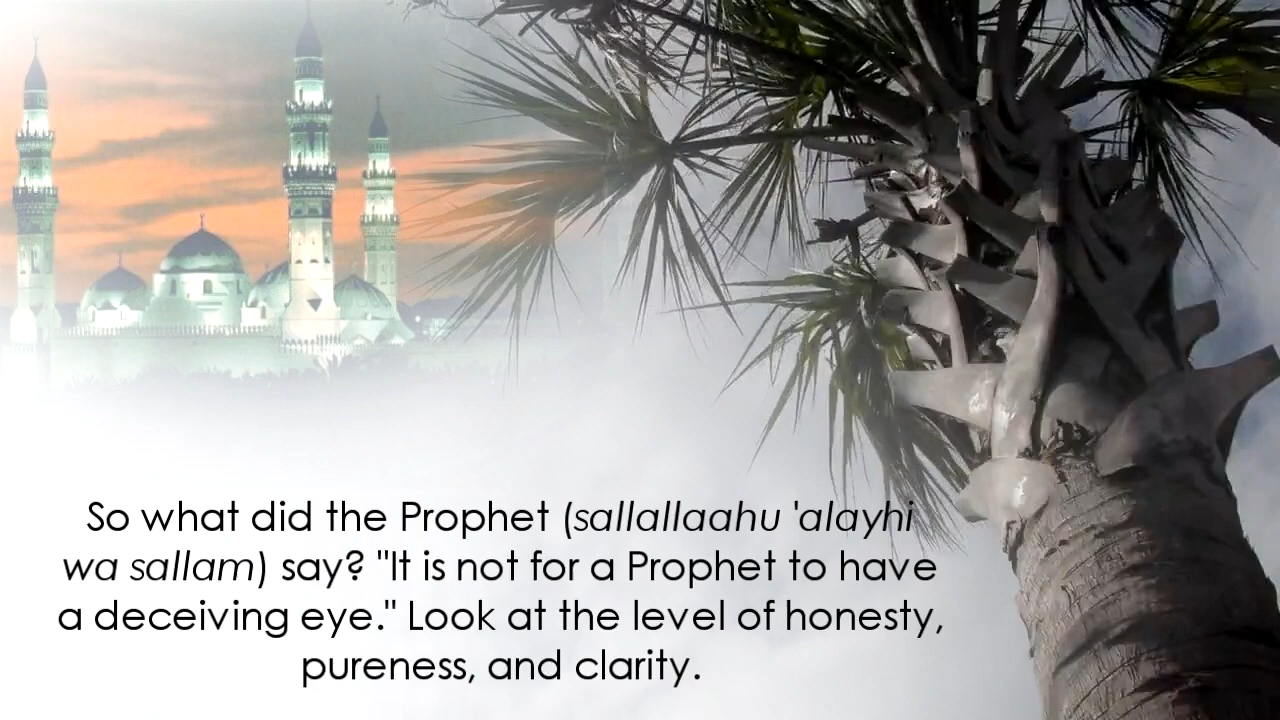 So what did the Prophet (sallallaahu 'alayhi
wa sallam) say? "It is not for a Prophet to have
a deceiving eye." Look at the level of honesty,
pureness, and clarity.